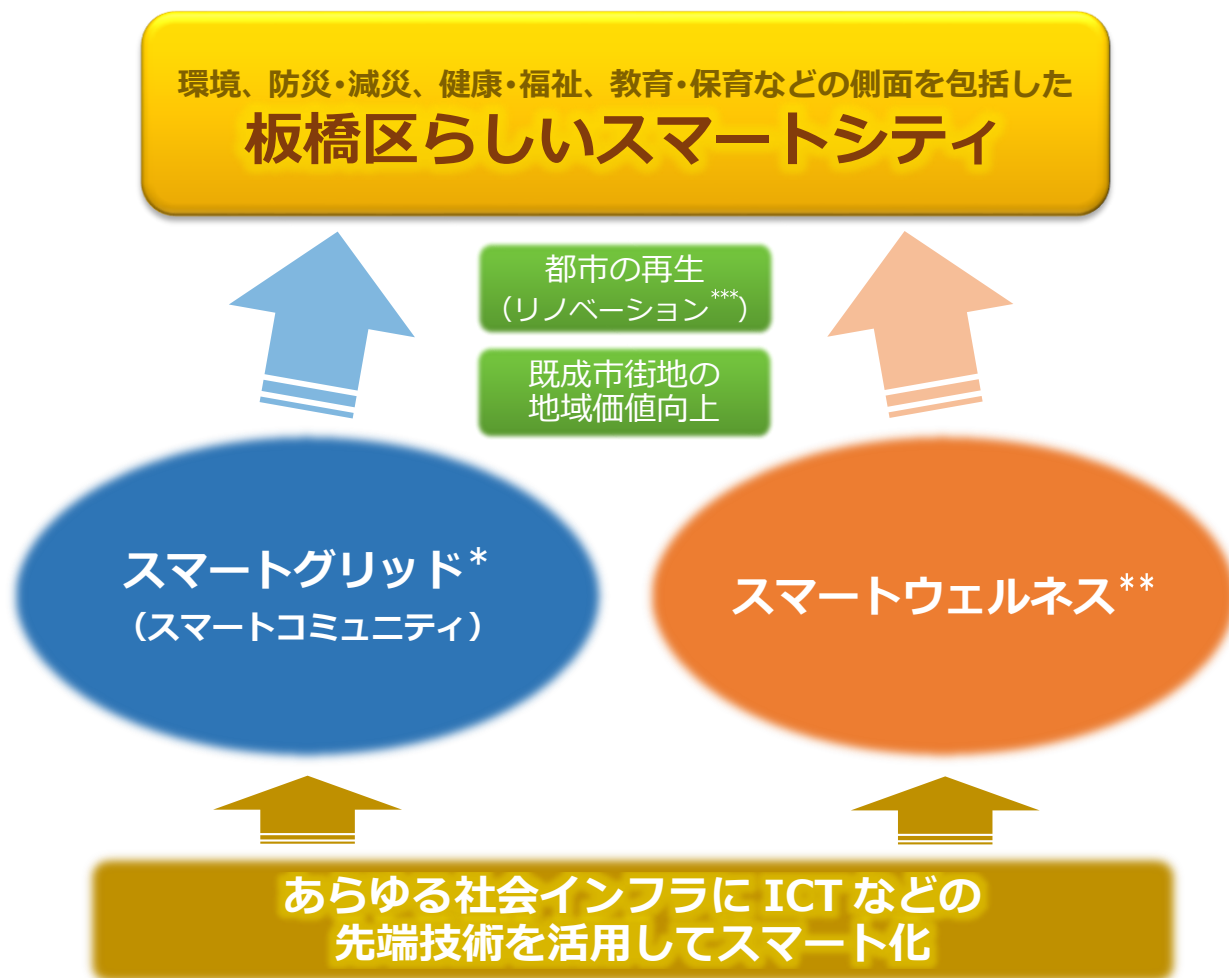 環境、防災・減災、健康・福祉、教育・保育などの側面を包括した
板橋区らしいスマートシティ
都市の再生
（リノベーション***）
既成市街地の
地域価値向上
スマートグリッド*
（スマートコミュニティ）
スマートウェルネス**
あらゆる社会インフラに ICT などの
先端技術を活用してスマート化